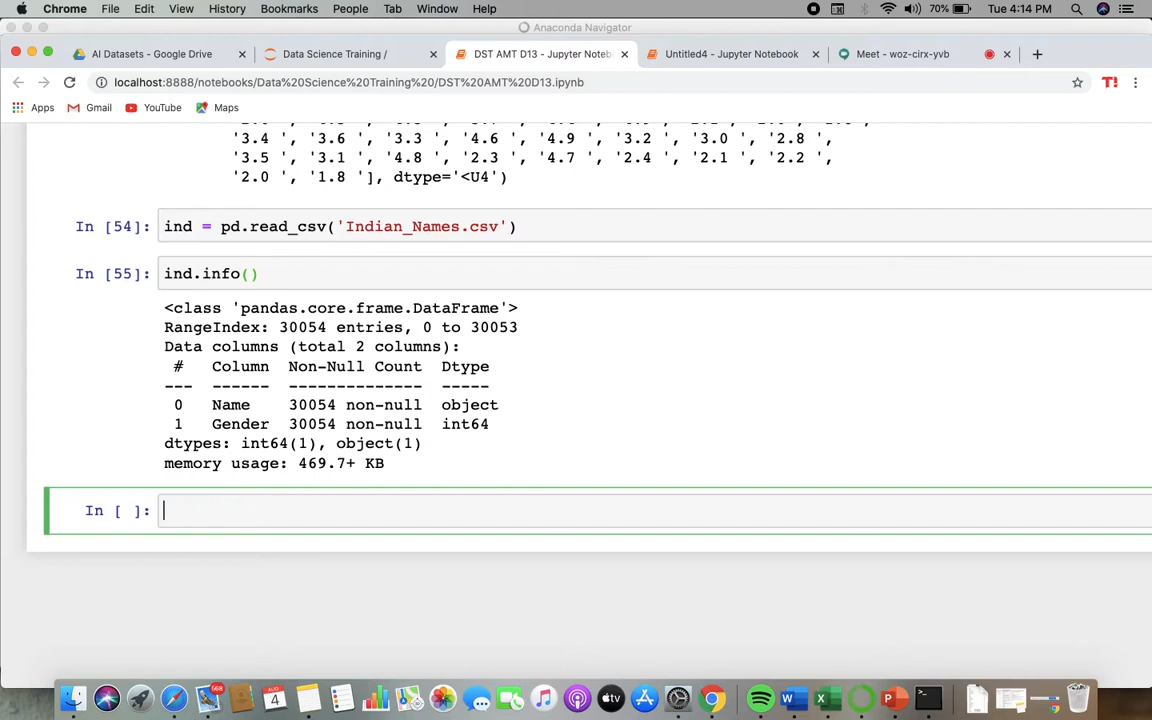 Chrome File Edit View History Bookmarks People Tab Window Help 70% Tue 4:14 PM
Anaconda Navigator
AI Datasets - Google Drive Data Science Training / DST AMT D13 - Jupyter Noteb Untitled4 - Jupyter Notebook Meet - woz-cirx-yvb
localhost:8888/notebooks/Data%20Science%20Training%20/DST%20AMT%20D13.ipynb
Apps Gmail YouTube Maps
'3.4 ', '3.6 ', '3.3 ', '4.6 ', '4.9 ', '3.2 ', '3.0 ', '2.8 ',
'3.5 ', '3.1 ', '4.8 ', '2.3 ', '4.7 ', '2.4 ', '2.1 ', '2.2 ',
'2.0 ', '1.8 '], dtype='<U4')
In [54]: ind = pd.read_csv('Indian_Names.csv')
In [55]: ind.info()
<class 'pandas.core.frame.DataFrame'>
RangeIndex: 30054 entries, 0 to 30053
Data columns (total 2 columns):
# Column Non-Null Count Dtype
--- ------ -------------- -----
0 Name 30054 non-null object
1 Gender 30054 non-null int64
dtypes: int64(1), object(1)
memory usage: 469.7+ KB
In [ ]: